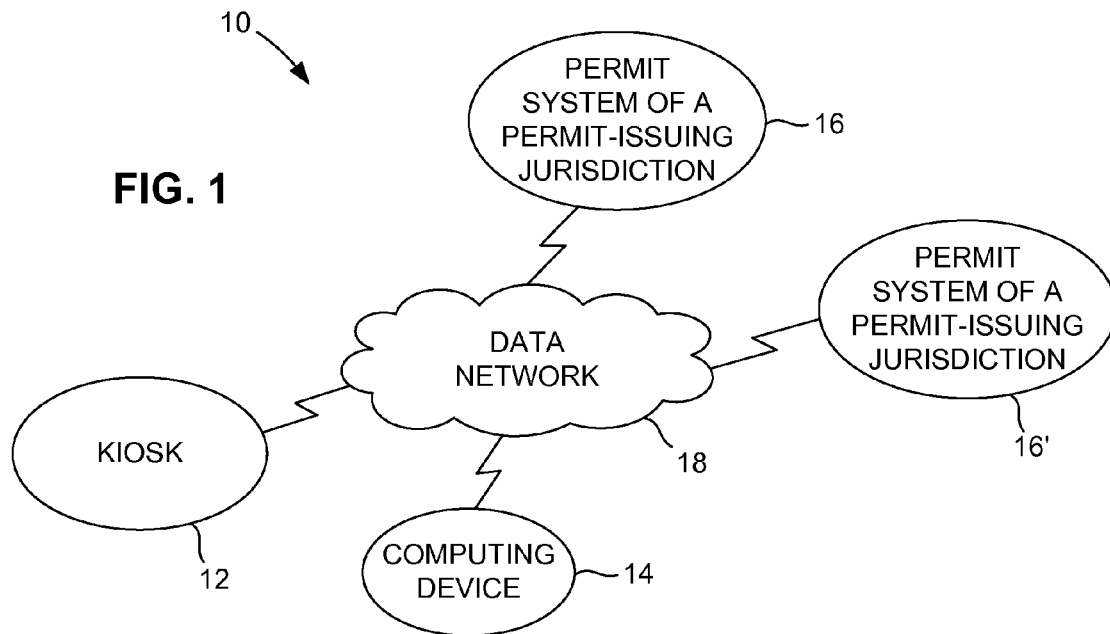 10
PERMIT
SYSTEM OF A
PERMIT-ISSUING
JURISDICTION
16
FIG. 1
PERMIT
SYSTEM OF A
PERMIT-ISSUING
JURISDICTION
16'
DATA
NETWORK
18
KIOSK
12
COMPUTING
DEVICE
14